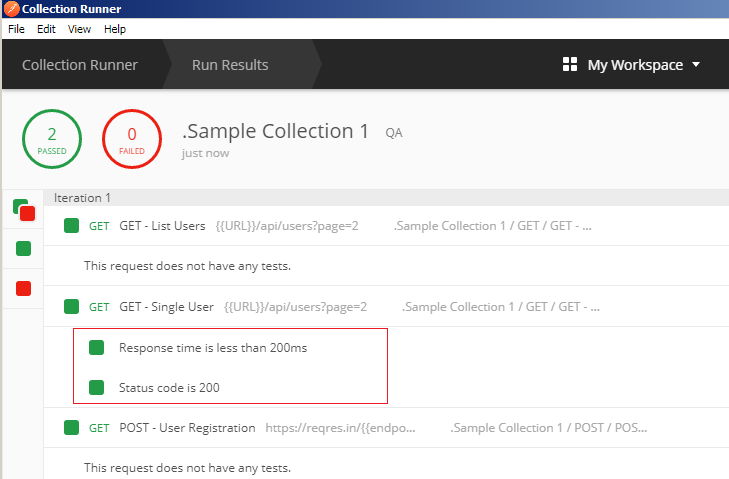 Collection Runner
File Edit View Help
Collection Runner Run Results My Workspace
2 PASSED
0 FAILED
.Sample Collection 1 QA
just now
Iteration 1
GET GET - List Users {{URL}}/api/users?page=2 .Sample Collection 1 / GET / GET - ...
This request does not have any tests.
GET GET - Single User {{URL}}/api/users?page=2 .Sample Collection 1 / GET / GET - ...
Response time is less than 200ms
Status code is 200
GET POST - User Registration https://reqres.in/{{endpo... .Sample Collection 1 / POST / POS...
This request does not have any tests.